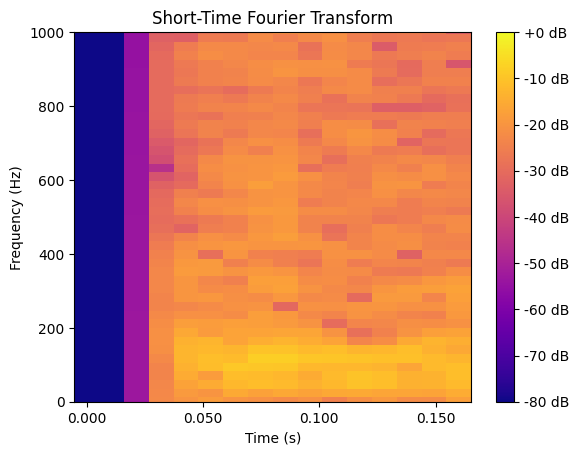 Short-Time Fourier Transform
1000
800
600
400
200
0
Frequency (Hz)
0.000
0.050
0.100
0.150
Time (s)
+0 dB
-10 dB
-20 dB
-30 dB
-40 dB
-50 dB
-60 dB
-70 dB
-80 dB